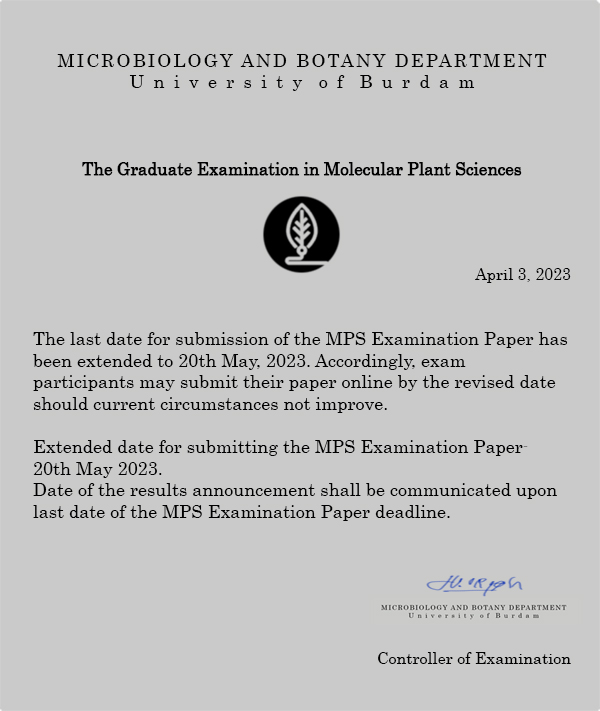 MICROBIOLOGY AND BOTANY DEPARTMENT
University of Burdam
The Graduate Examination in Molecular Plant Sciences
April 3, 2023
The last date for submission of the MPS Examination Paper has
been extended to 20th May, 2023. Accordingly, exam
participants may submit their paper online by the revised date
should current circumstances not improve.
Extended date for submitting the MPS Examination Paper-
20th May 2023.
Date of the results announcement shall be communicated upon
last date of the MPS Examination Paper deadline.
MICROBIOLOGY AND BOTANY DEPARTMENT
University of Burdam
Controller of Examination